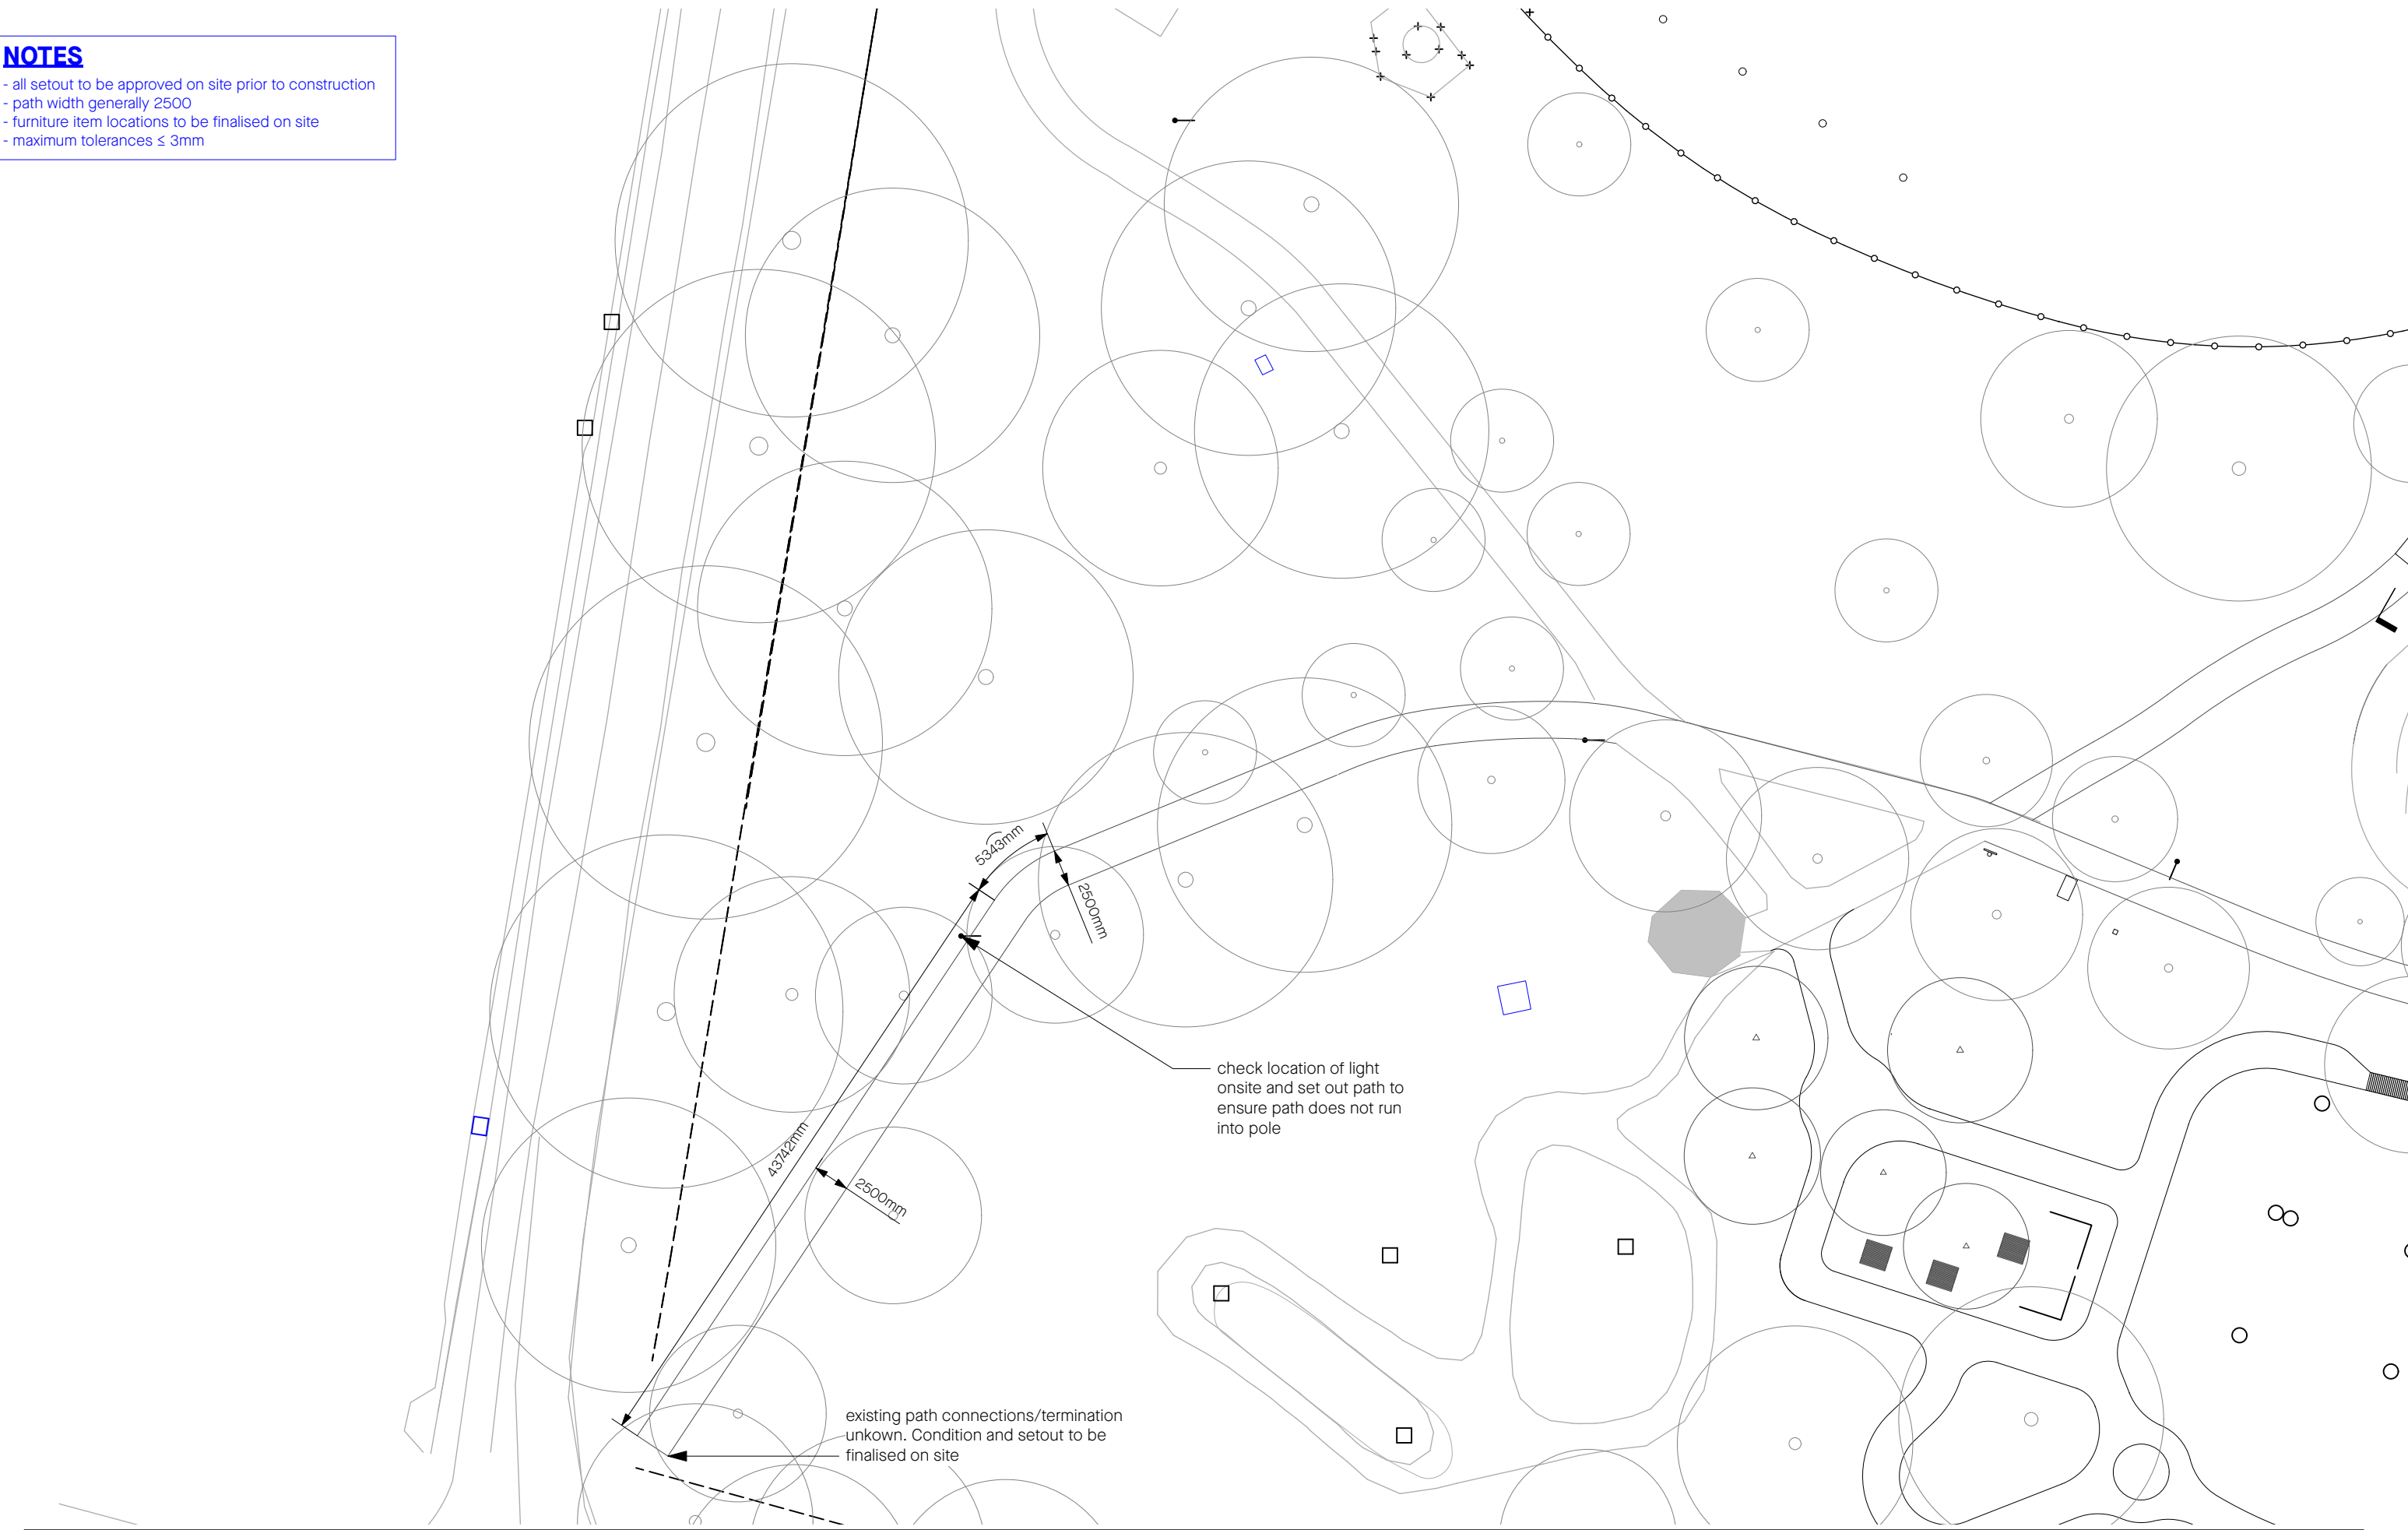 NOTES
- all setout to be approved on site prior to construction
- path width generally 2500
- furniture item locations to be finalised on site
- maximum tolerances ≤ 3mm
5343mm
2500mm
check location of light
onsite and set out path to
ensure path does not run
into pole
43742mm
2500mm
existing path connections/termination
unkown. Condition and setout to be
finalised on site